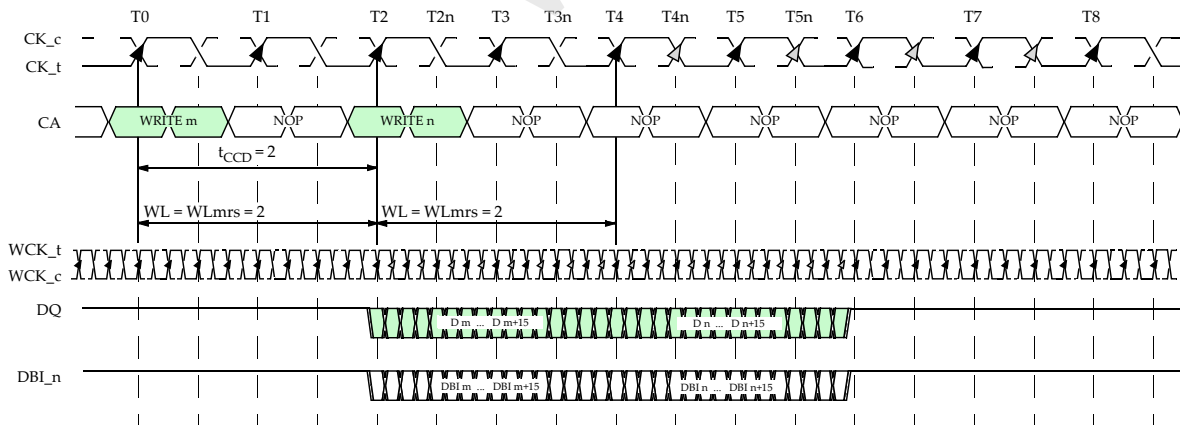 T0 T1 T2 T2n T3 T3n T4 T4n T5 T5n T6 T7 T8
CK_c
CK_t
CA WRITE m NOP WRITE n NOP NOP NOP NOP NOP NOP
tCCD = 2
WL = WLmrs = 2 WL = WLmrs = 2
WCK_t
WCK_c
DQ
D m ... D m+15 D n ... D n+15
DBI_n
DBI m ... DBI m+15 DBI n ... DBI n+15